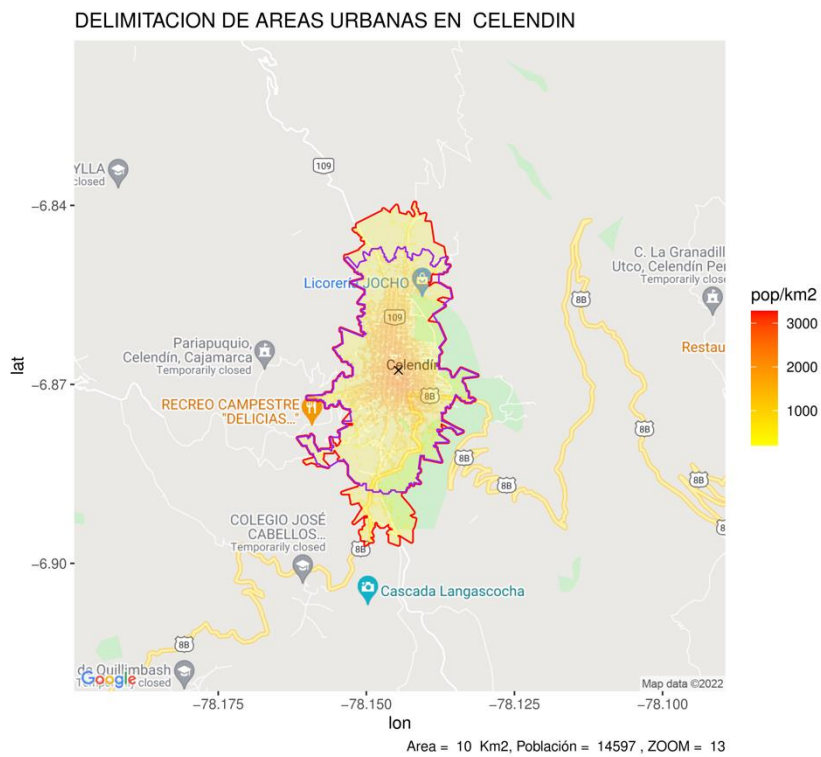 DELIMITACION DE AREAS URBANAS EN  CELENDIN
109
YLLA
closed
-6.84
C. La Granadill
Utco, Celendín Per
Temporarily close
Licorería JOCHO
8B
pop/km2
109
3000
Pariapuquio,
Celendín, Cajamarca
Temporarily closed
Restau
2000
lat
Celendín
-6.87
8B
1000
RECREO CAMPESTRE
"DELICIAS..."
8B
8B
8B
8B
8
COLEGIO JOSÉ
CABELLOS...
Temporarily closed
8B
-6.90
Cascada Langascocha
8B
de Quillimbash
Temporarily closed
Google
Map data ©2022
-78.175
-78.150
-78.125
-78.100
lon
Area =  10  Km2, Población =  14597 , ZOOM =  13